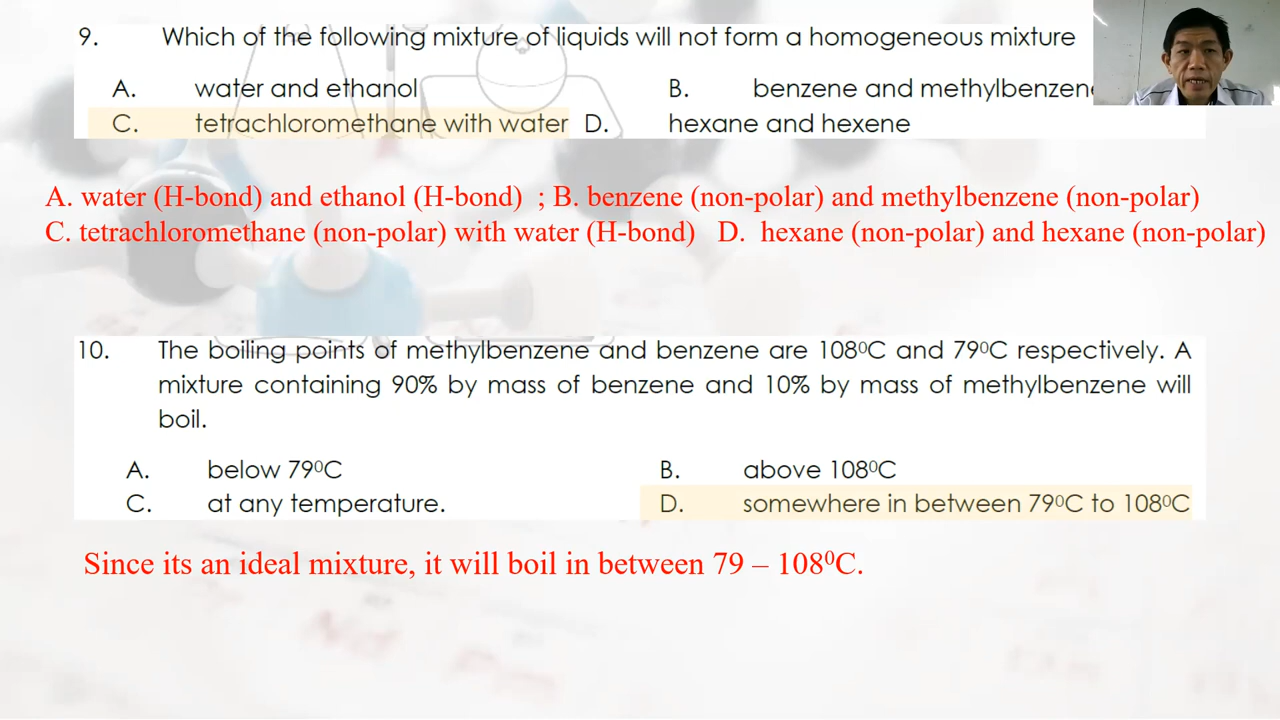 9. Which of the following mixture of liquids will not form a homogeneous mixture
A. water and ethanol B. benzene and methylbenzene
C. tetrachloromethane with water D. hexane and hexene
A. water (H-bond) and ethanol (H-bond) ; B. benzene (non-polar) and methylbenzene (non-polar)
C. tetrachloromethane (non-polar) with water (H-bond) D. hexane (non-polar) and hexane (non-polar)
10. The boiling points of methylbenzene and benzene are 108⁰C and 79⁰C respectively. A
mixture containing 90% by mass of benzene and 10% by mass of methylbenzene will
boil.
A. below 79⁰C B. above 108⁰C
C. at any temperature. D. somewhere in between 79⁰C to 108⁰C
Since its an ideal mixture, it will boil in between 79 – 108⁰C.